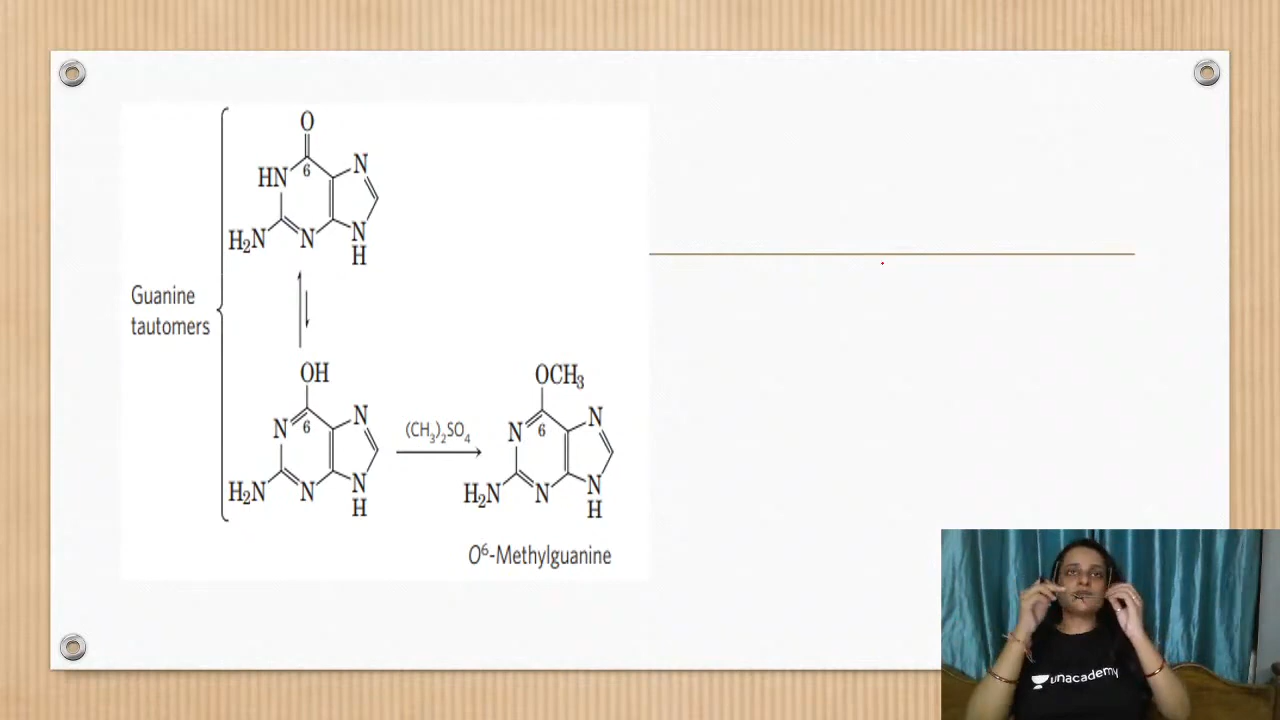 O
6
N
HN
H₂N
N
N
H
Guanine
tautomers
OH
N
N
6
H₂N
N
N
H
(CH₃)₂SO₄
OCH₃
N
N
6
H₂N
N
N
H
O⁶-Methylguanine
unacademy